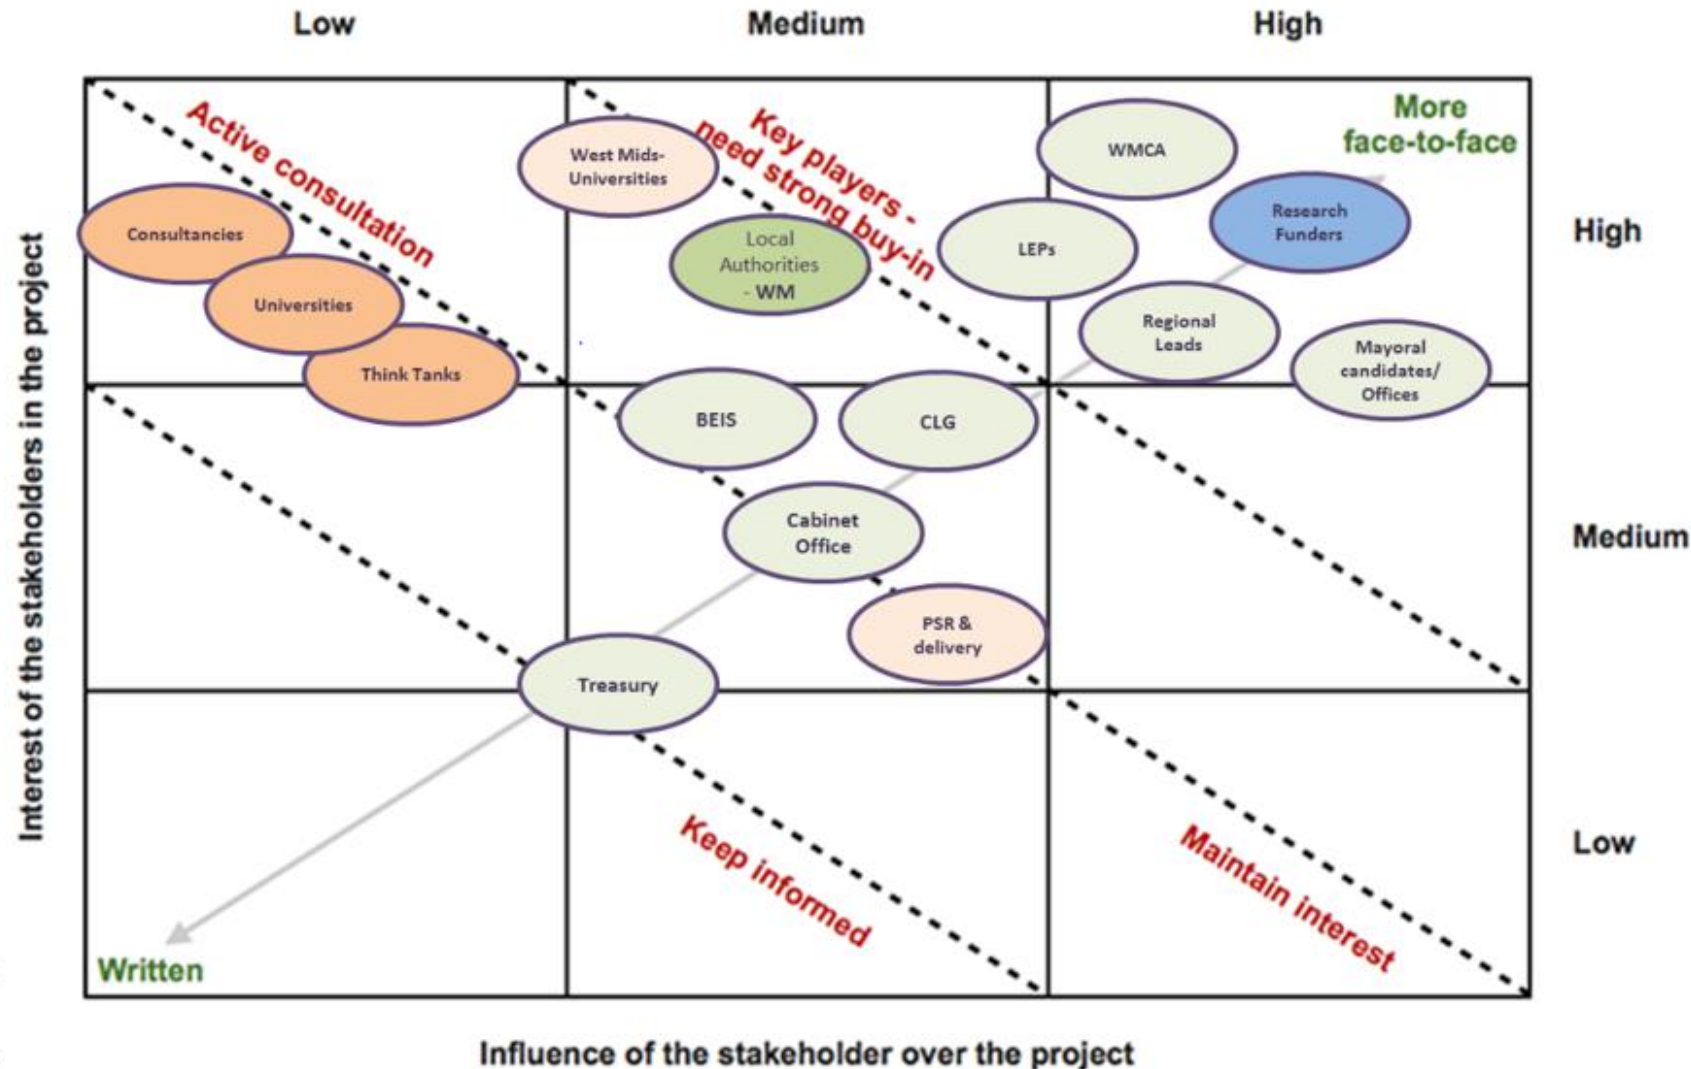 Low
Medium
High
Active consultation
Key players -
need strong buy-in
More
face-to-face
West Mids-
Universities
WMCA
Consultancies
Research
Funders
High
Local
Authorities
- WM
LEPs
Universities
Regional
Leads
Think Tanks
Mayoral
candidates/
Offices
BEIS
CLG
Cabinet
Office
Medium
PSR &
delivery
Treasury
Low
Keep informed
Maintain interest
Written
Interest of the stakeholders in the project
Influence of the stakeholder over the project